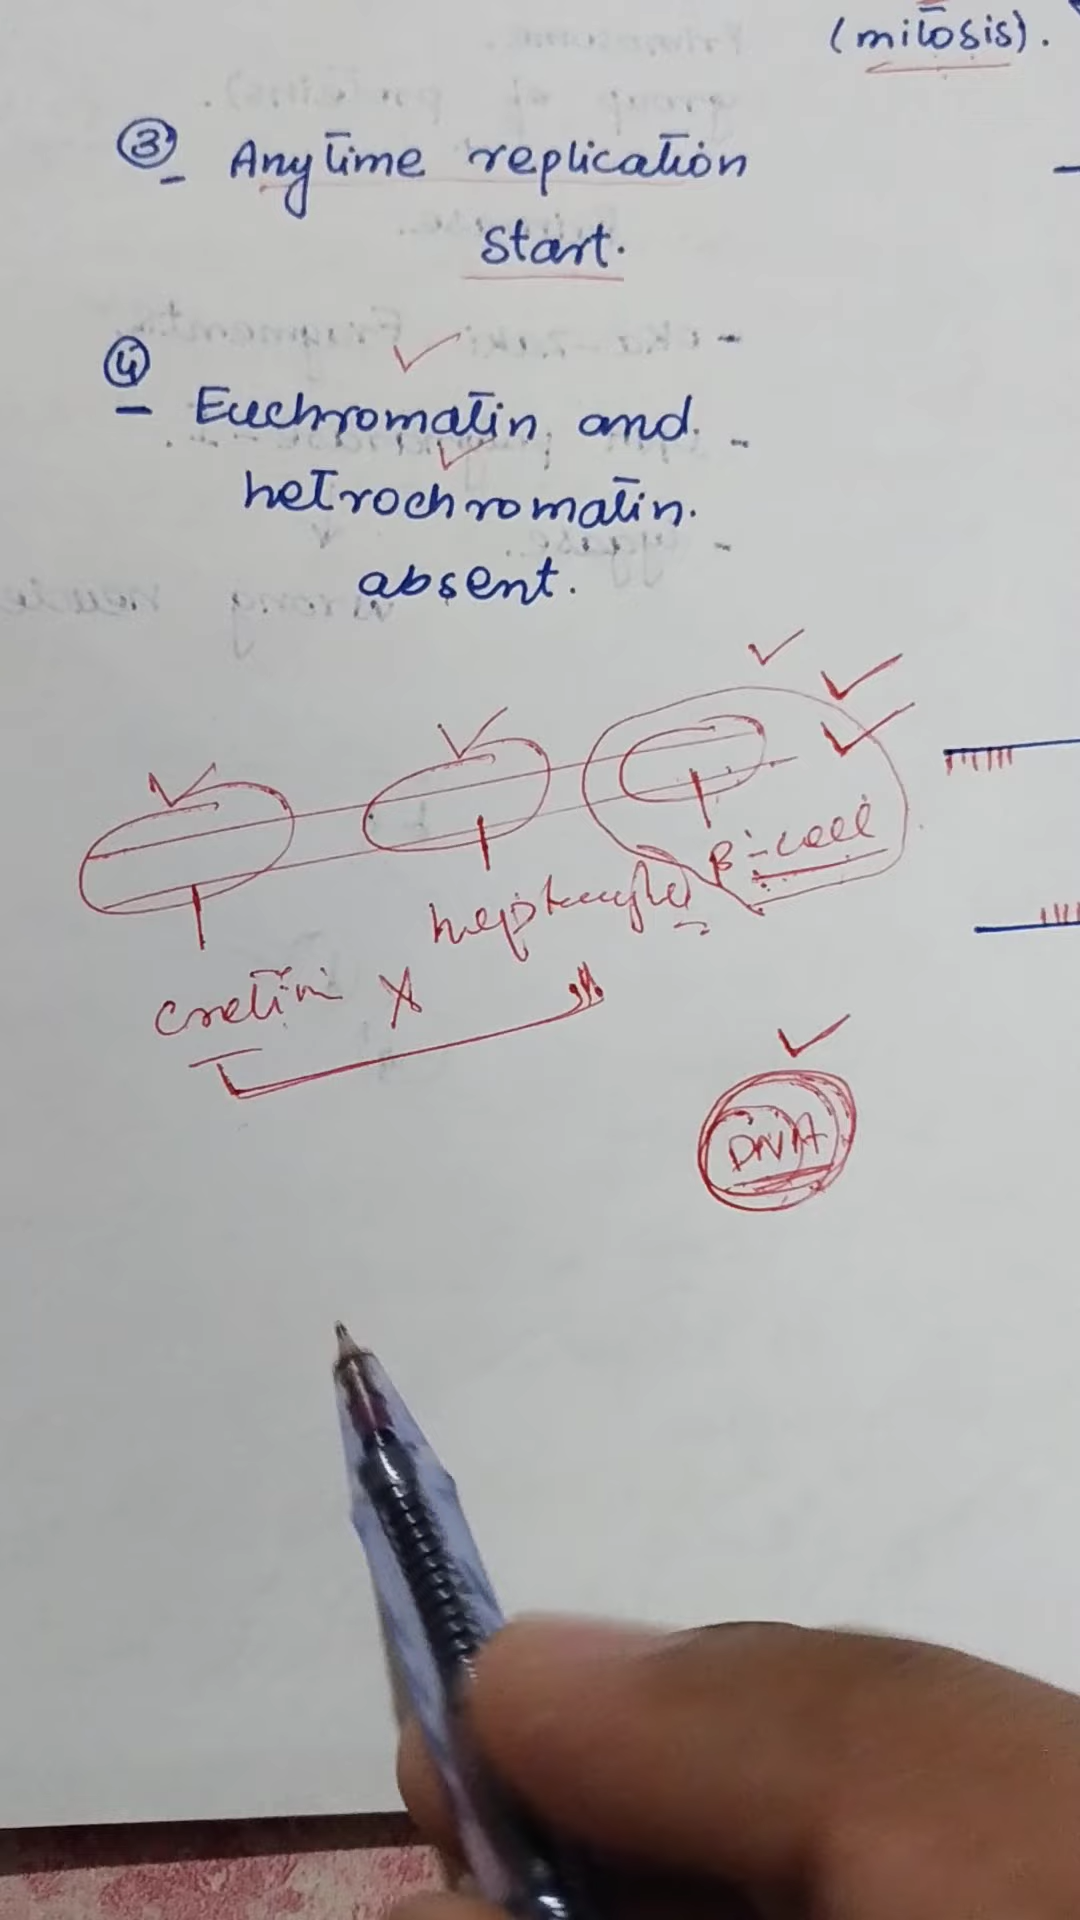 (mitosis).
③ Anytime replication
start.
④ Euchromatin and
hetrochromatin.
absent.
β-cell
DNA